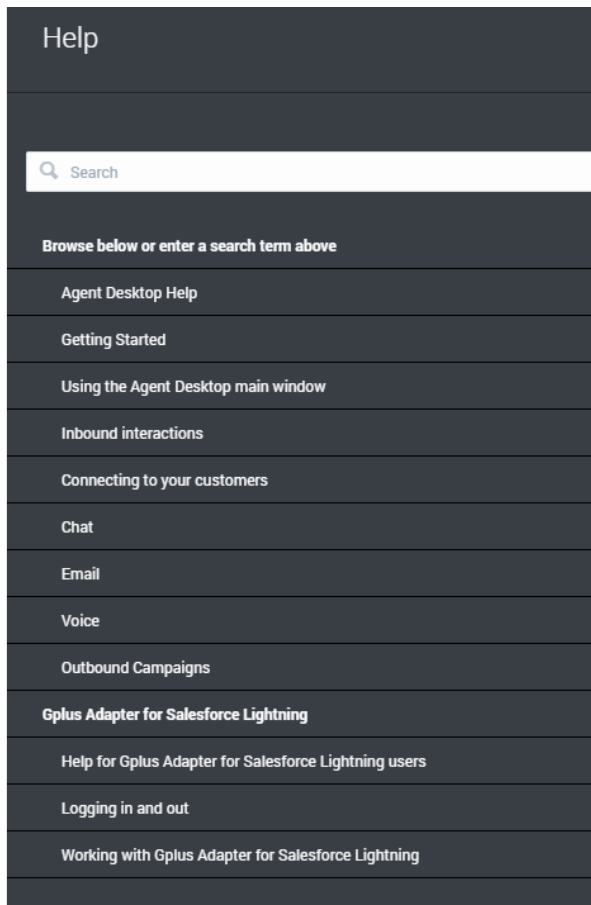 Help
Search
Browse below or enter a search term above
Agent Desktop Help
Getting Started
Using the Agent Desktop main window
Inbound interactions
Connecting to your customers
Chat
Email
Voice
Outbound Campaigns
Gplus Adapter for Salesforce Lightning
Help for Gplus Adapter for Salesforce Lightning users
Logging in and out
Working with Gplus Adapter for Salesforce Lightning